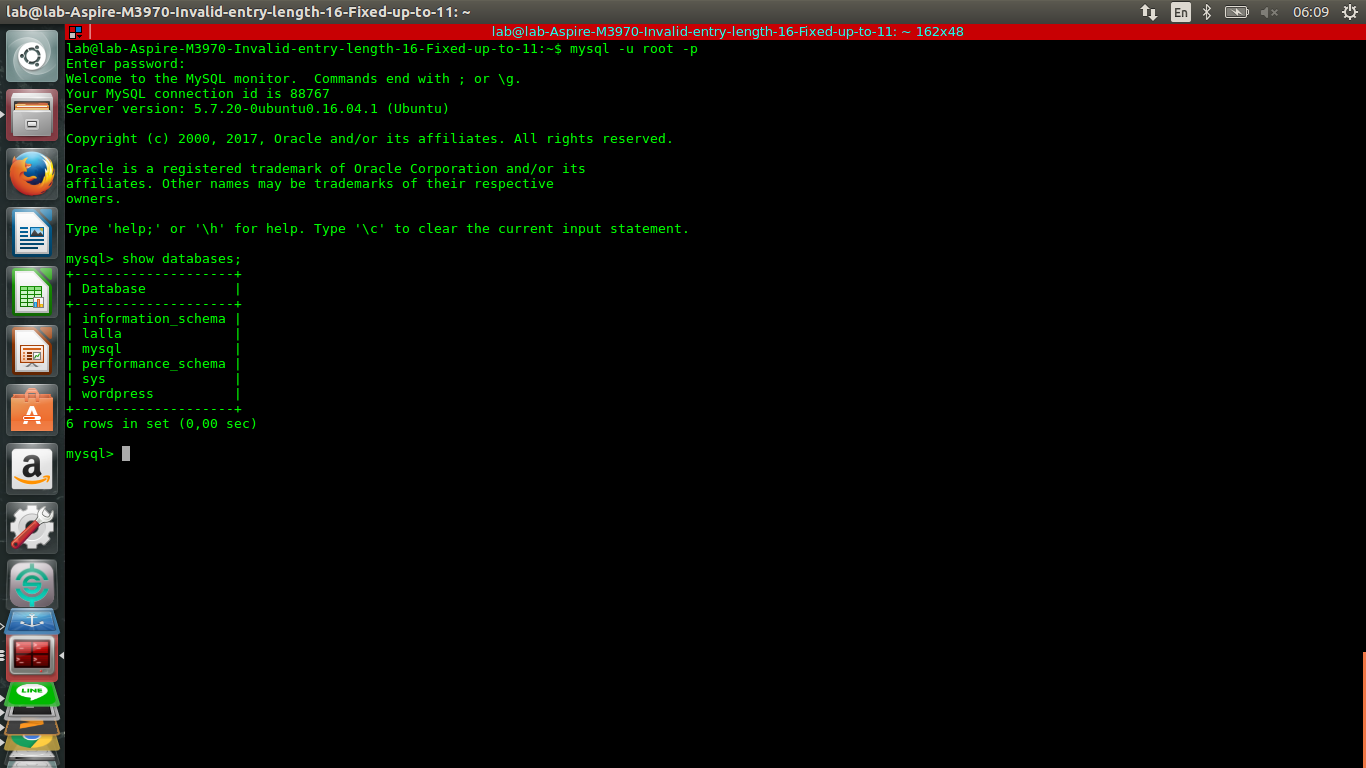 lab@lab-Aspire-M3970-Invalid-entry-length-16-Fixed-up-to-11: ~
En
06:09
lab@lab-Aspire-M3970-Invalid-entry-length-16-Fixed-up-to-11: ~ 162x48
lab@lab-Aspire-M3970-Invalid-entry-length-16-Fixed-up-to-11:~$ mysql -u root -p
Enter password:
Welcome to the MySQL monitor.  Commands end with ; or \g.
Your MySQL connection id is 88767
Server version: 5.7.20-0ubuntu0.16.04.1 (Ubuntu)
Copyright (c) 2000, 2017, Oracle and/or its affiliates. All rights reserved.
Oracle is a registered trademark of Oracle Corporation and/or its
affiliates. Other names may be trademarks of their respective
owners.
Type 'help;' or '\h' for help. Type '\c' to clear the current input statement.
mysql> show databases;
+--------------------+
| Database           |
+--------------------+
| information_schema |
| lalla              |
| mysql              |
| performance_schema |
| sys                |
| wordpress          |
+--------------------+
6 rows in set (0,00 sec)
mysql>
A
a
S
LINE